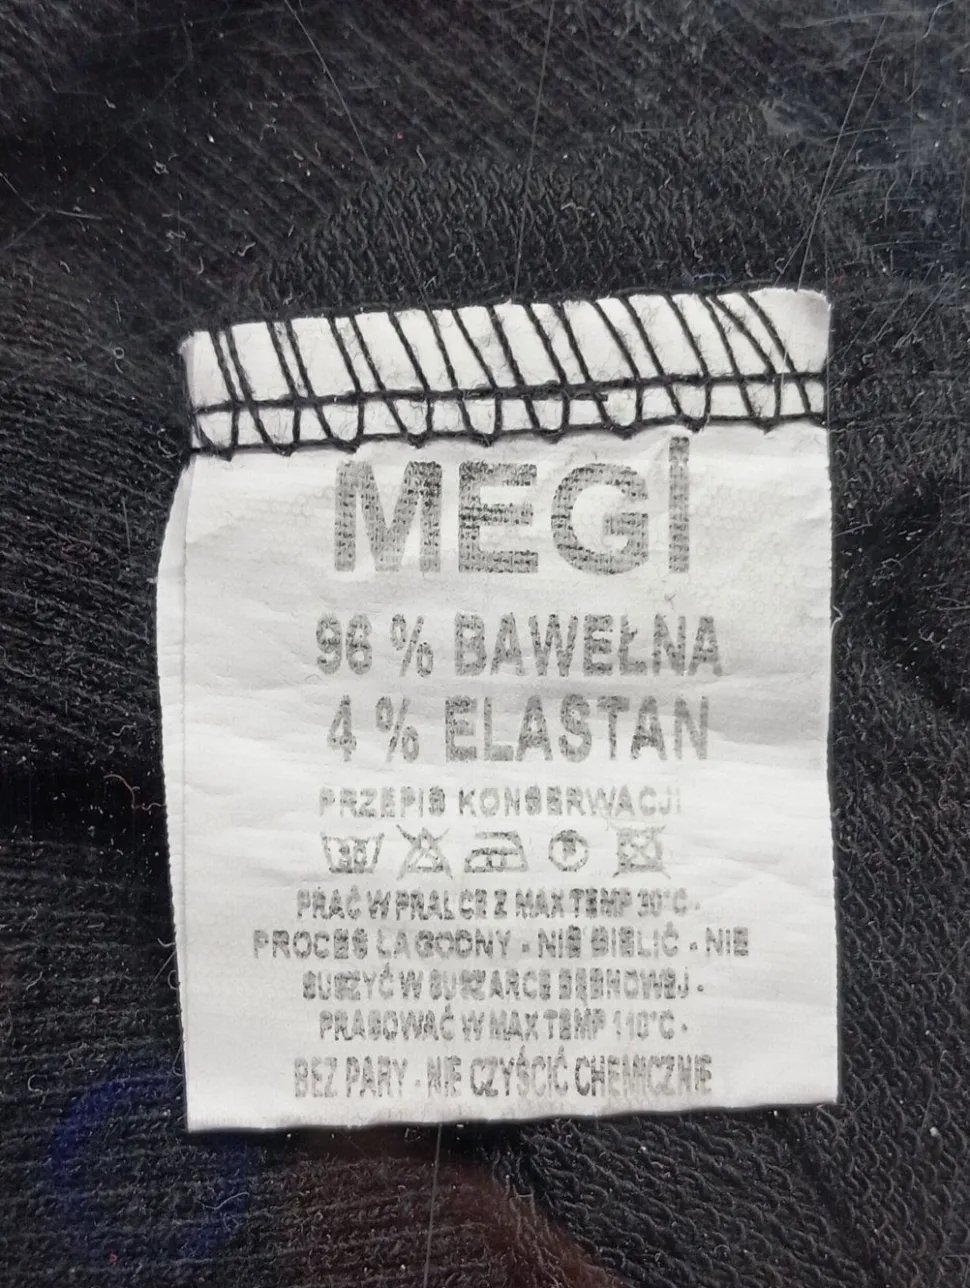 MEGİ
96 % BAWEŁNA
4 % ELASTAN
PRZEPIS KONSERWACJI
30
PRAĆ W PRALCE Z MAX TEMP 30°C -
PROCES ŁAGODNY - NIE BIELIĆ - NIE
SUSZYĆ W SUSZARCE BĘBNOWEJ -
PRASOWAĆ W MAX TEMP 110°C -
BEZ PARY - NIE CZYŚCIĆ CHEMICZNIE